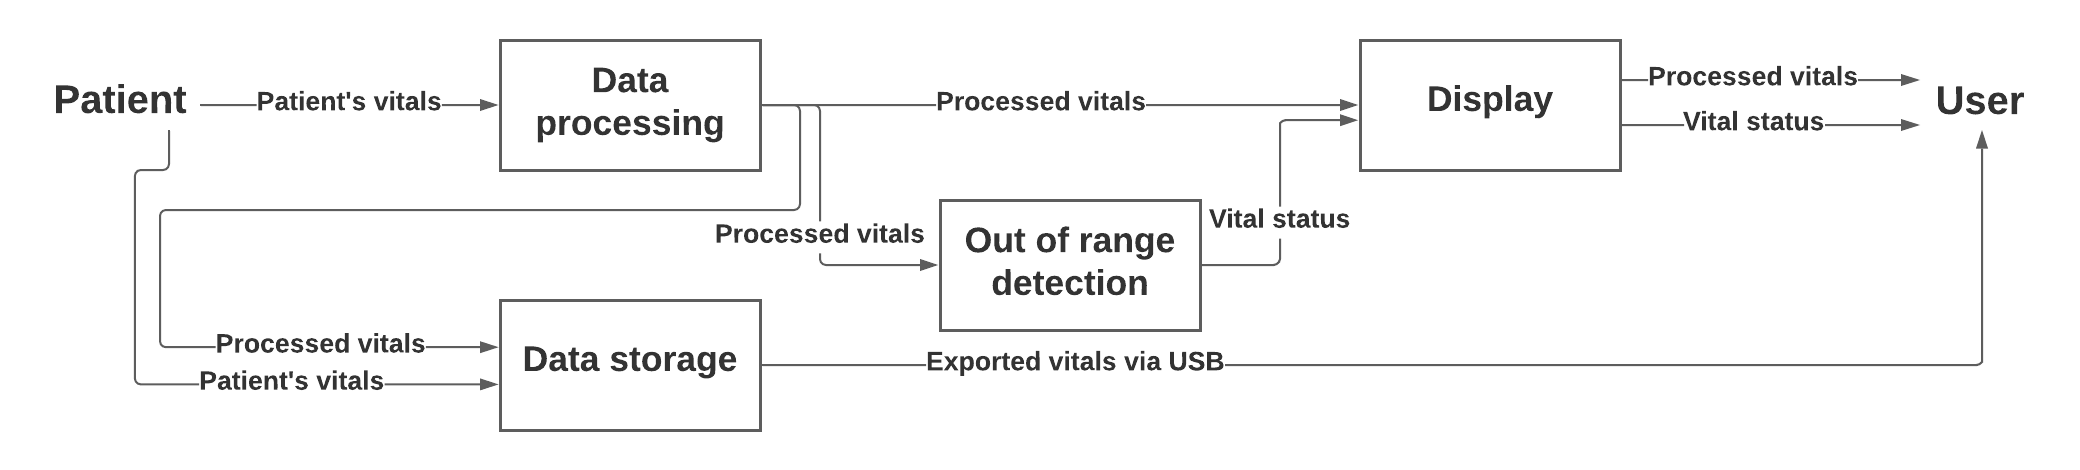 Patient
Patient's vitals
Data
processing
Processed vitals
Display
Processed vitals
Vital status
User
Processed vitals
Out of range
detection
Vital status
Processed vitals
Patient's vitals
Data storage
Exported vitals via USB